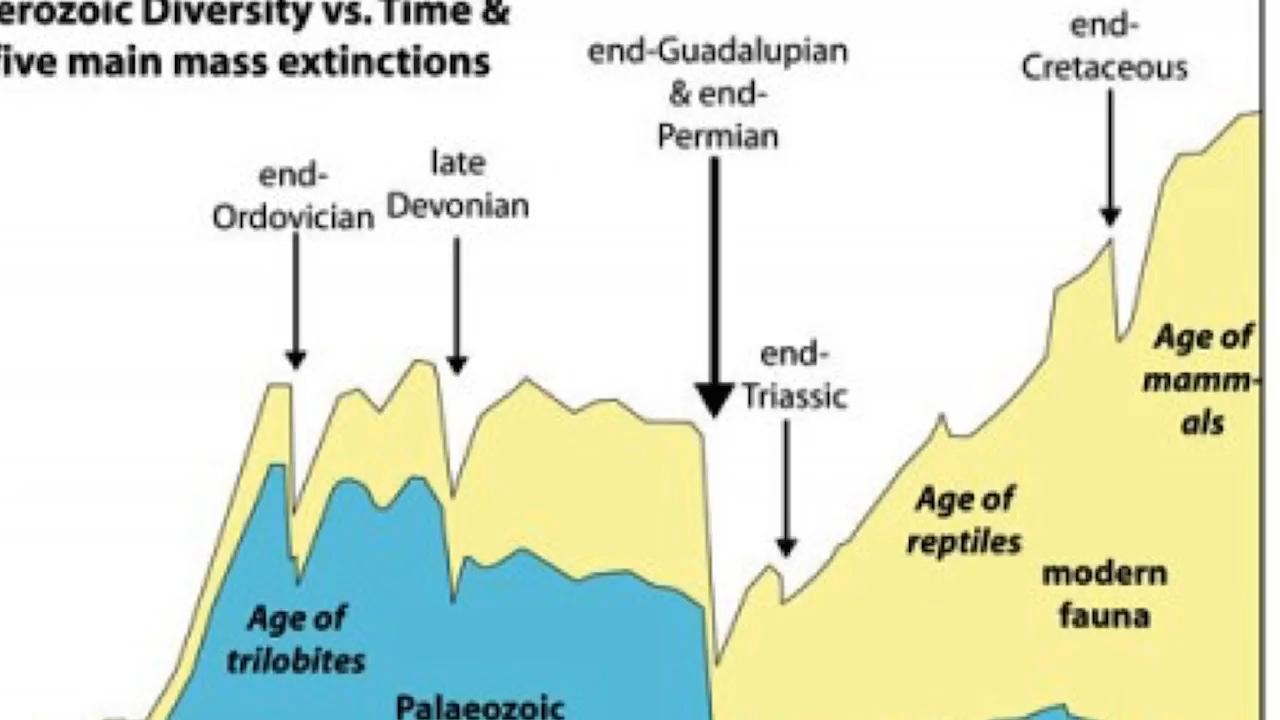 erozoic Diversity vs. Time &
five main mass extinctions
end-
Ordovician
late
Devonian
end-Guadalupian
& end-
Permian
end-
Triassic
end-
Cretaceous
Age of
mamm-
als
Age of
reptiles
modern
fauna
Age of
trilobites
Palaeozoic